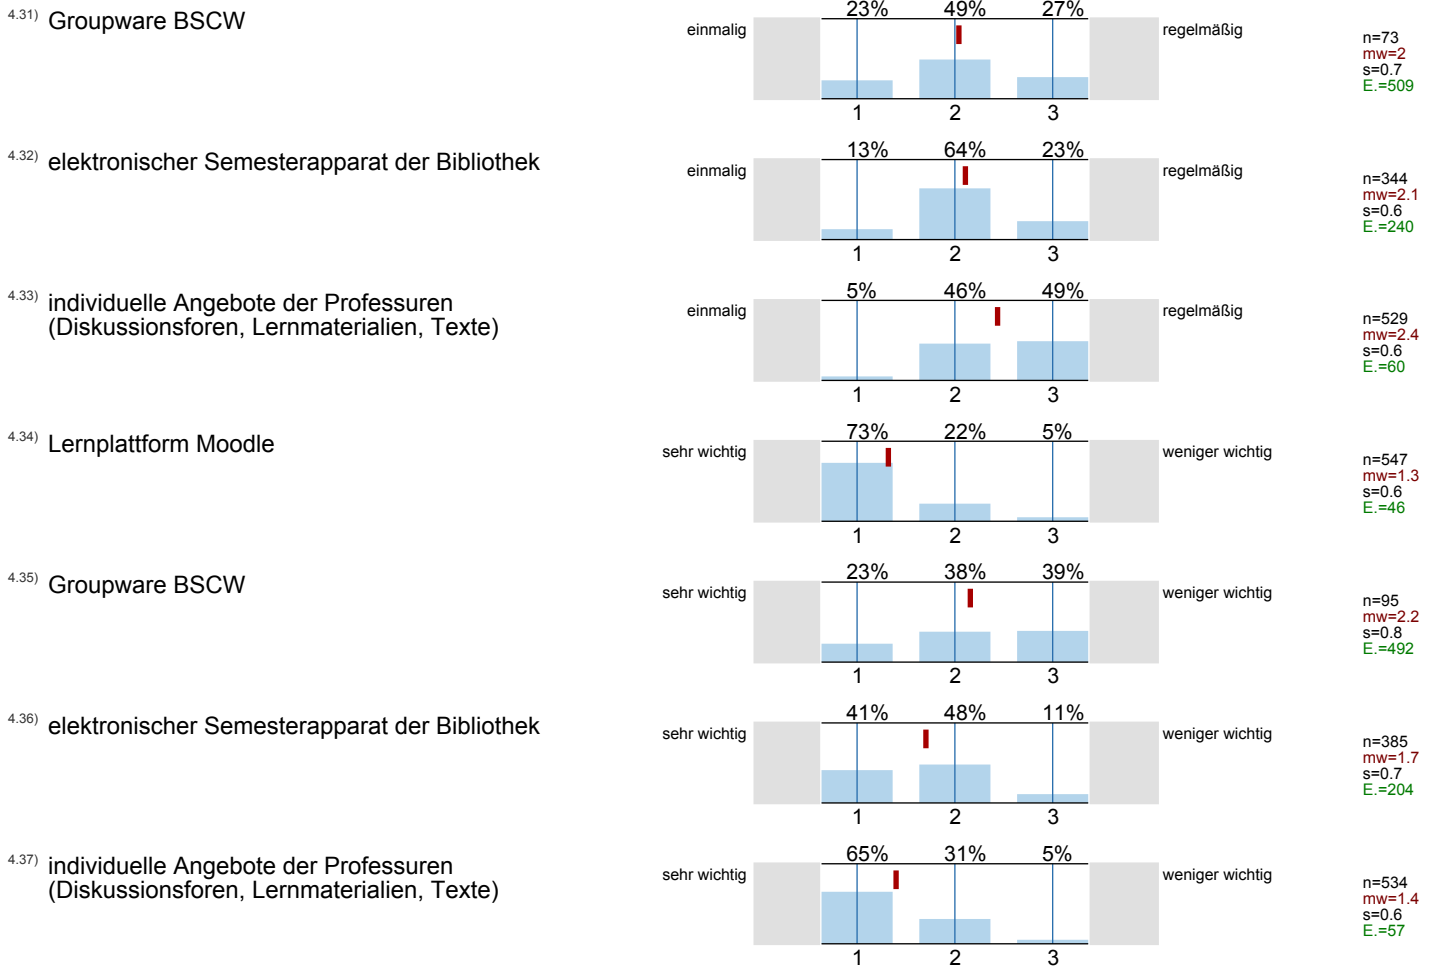 4.31) Groupware BSCW
23% 49% 27%
einmalig
regelmäßig
1 2 3
n=73
mw=2
s=0.7
E.=509
4.32) elektronischer Semesterapparat der Bibliothek
13% 64% 23%
einmalig
regelmäßig
1 2 3
n=344
mw=2.1
s=0.6
E.=240
4.33) individuelle Angebote der Professuren
(Diskussionsforen, Lernmaterialien, Texte)
5% 46% 49%
einmalig
regelmäßig
1 2 3
n=529
mw=2.4
s=0.6
E.=60
4.34) Lernplattform Moodle
73% 22% 5%
sehr wichtig
weniger wichtig
1 2 3
n=547
mw=1.3
s=0.6
E.=46
4.35) Groupware BSCW
23% 38% 39%
sehr wichtig
weniger wichtig
1 2 3
n=95
mw=2.2
s=0.8
E.=492
4.36) elektronischer Semesterapparat der Bibliothek
41% 48% 11%
sehr wichtig
weniger wichtig
1 2 3
n=385
mw=1.7
s=0.7
E.=204
4.37) individuelle Angebote der Professuren
(Diskussionsforen, Lernmaterialien, Texte)
65% 31% 5%
sehr wichtig
weniger wichtig
1 2 3
n=534
mw=1.4
s=0.6
E.=57